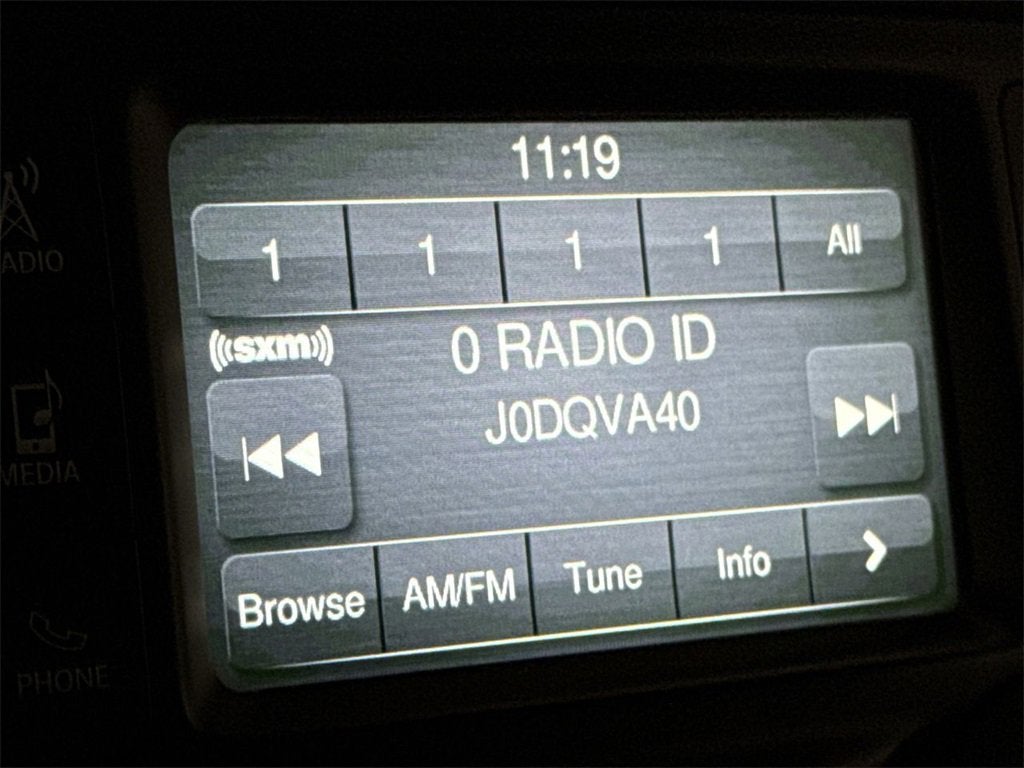 11:19
1 1 1 1 All
((sxm)) 0 RADIO ID
J0DQVA40
Browse AM/FM Tune Info
RADIO
MEDIA
PHONE